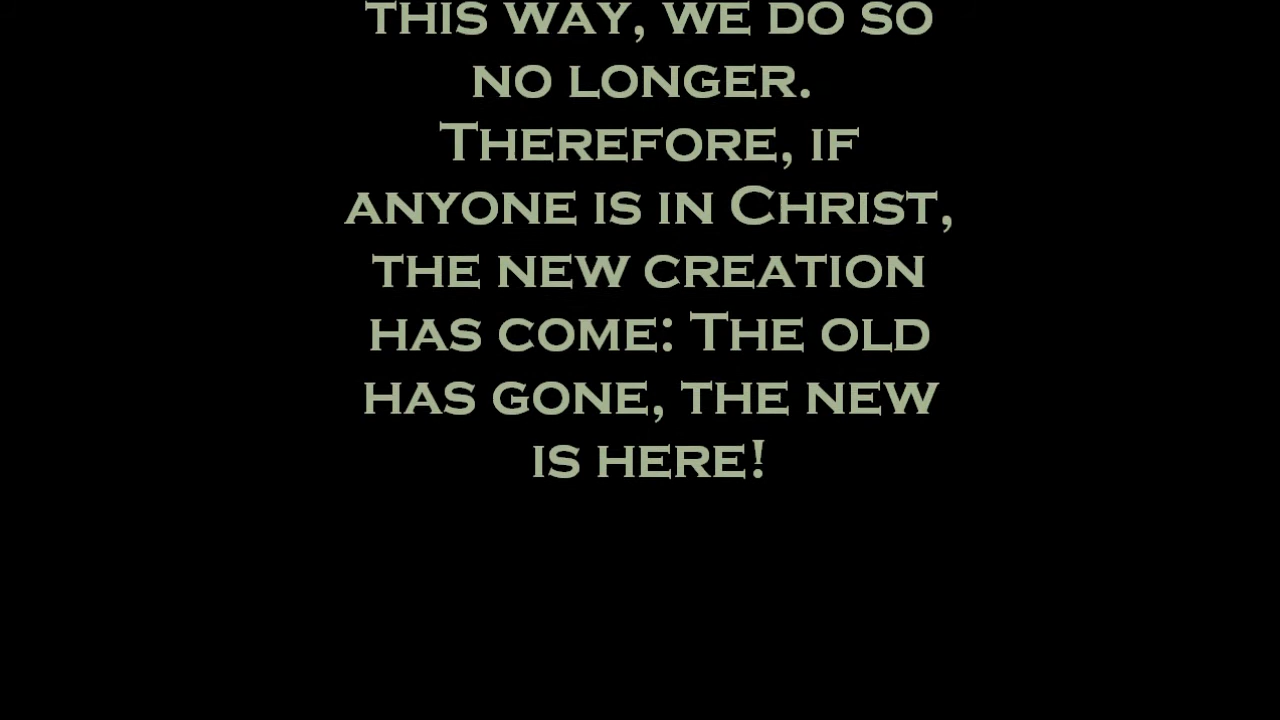 this way, we do so
no longer.
Therefore, if
anyone is in Christ,
the new creation
has come: The old
has gone, the new
is here!